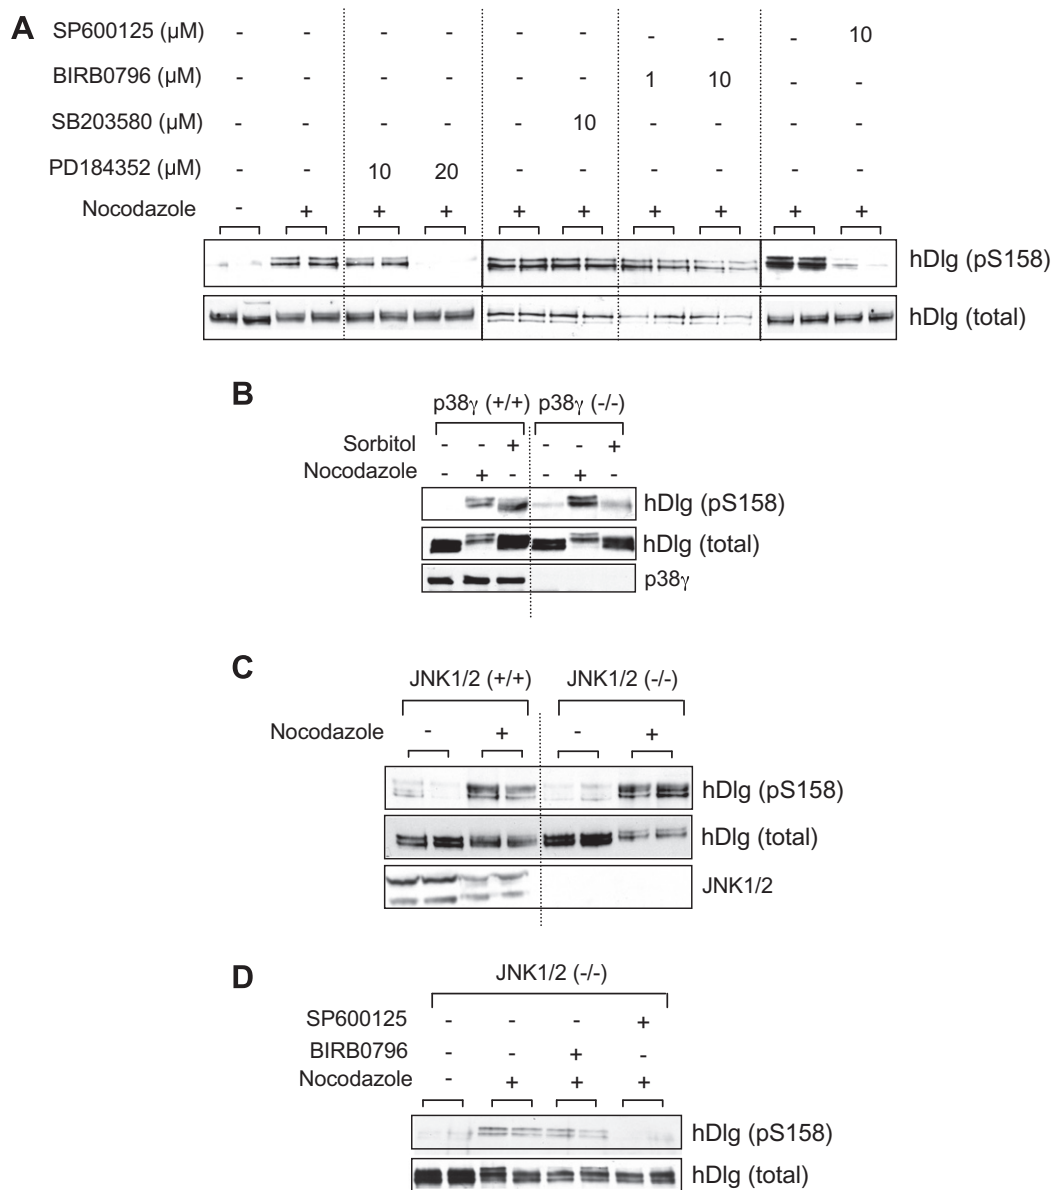 A
SP600125 (μM) - - - - - - - - - 10
BIRB0796 (μM) - - - - - - 1 10 - -
SB203580 (μM) - - - - - 10 - - - -
PD184352 (μM) - - 10 20 - - - - - -
Nocodazole - + + + + + + + + +
hDlg (pS158)
hDlg (total)
B
p38γ (+/+) p38γ (-/-)
Sorbitol - - + - - +
Nocodazole - + - - + -
hDlg (pS158)
hDlg (total)
p38γ
C
JNK1/2 (+/+) JNK1/2 (-/-)
Nocodazole - + - +
hDlg (pS158)
hDlg (total)
JNK1/2
D
JNK1/2 (-/-)
SP600125 - - - +
BIRB0796 - - + -
Nocodazole - + + +
hDlg (pS158)
hDlg (total)